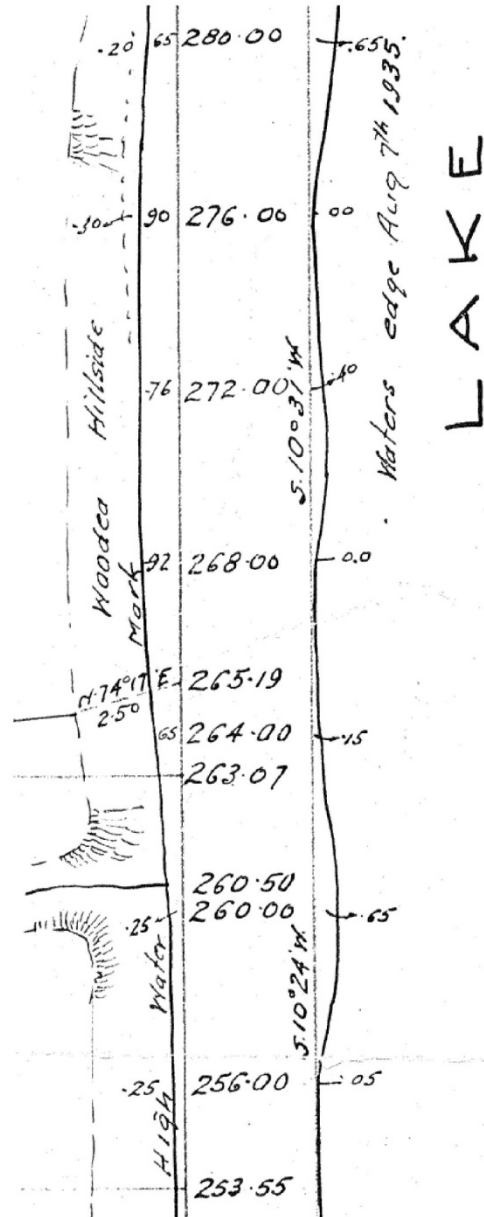 .20 65 280.00 .65
Waters edge Aug 7th 1935.
LAKE
.30 90 276.00 00
Wooded Hillside
.76 272.00 .40
S.10°31'W
.92 268.00 0.0
High Water Mark
N.74°17'E 265.19
2.50
65 264.00 .15
263.07
260.50
.25 260.00 .65
S.10°24'W.
.25 256.00 .05
253.55